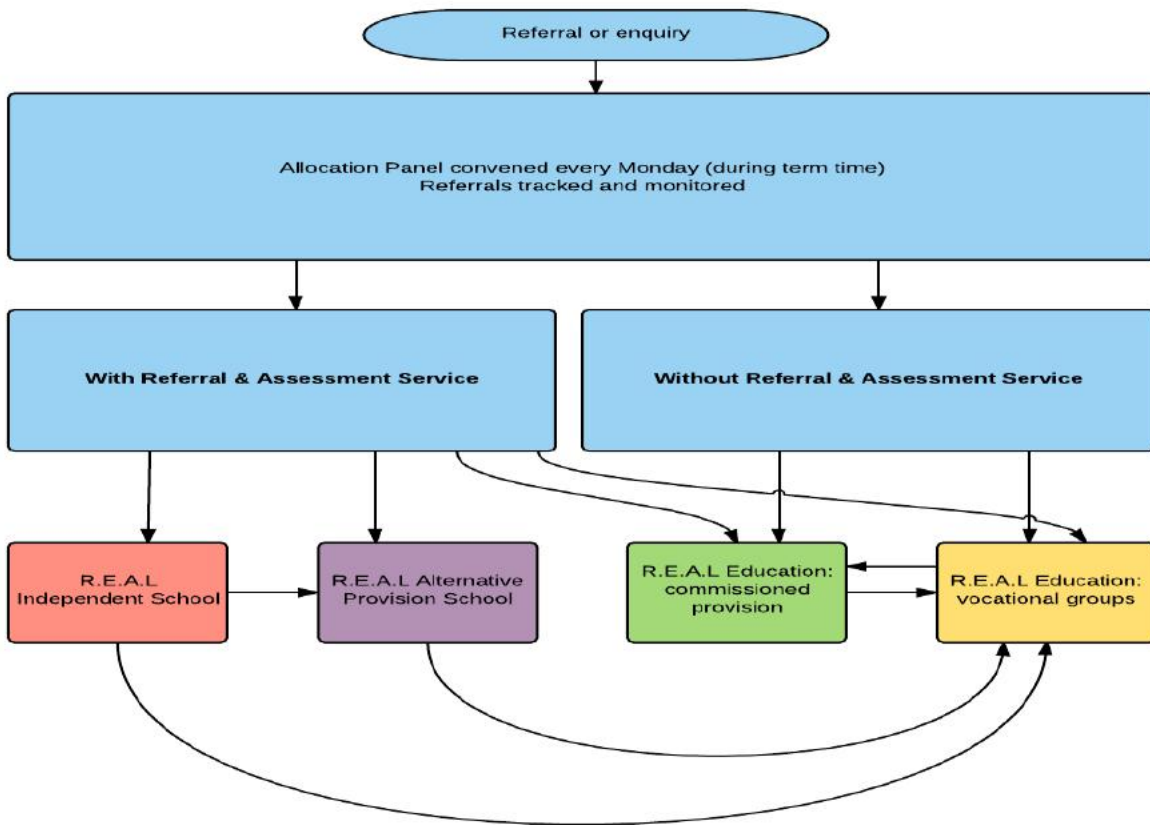 Referral or enquiry
Allocation Panel convened every Monday (during term time)
Referrals tracked and monitored
With Referral & Assessment Service
Without Referral & Assessment Service
R.E.A.L
Independent School
R.E.A.L Alternative
Provision School
R.E.A.L Education:
commissioned
provision
R.E.A.L Education:
vocational groups